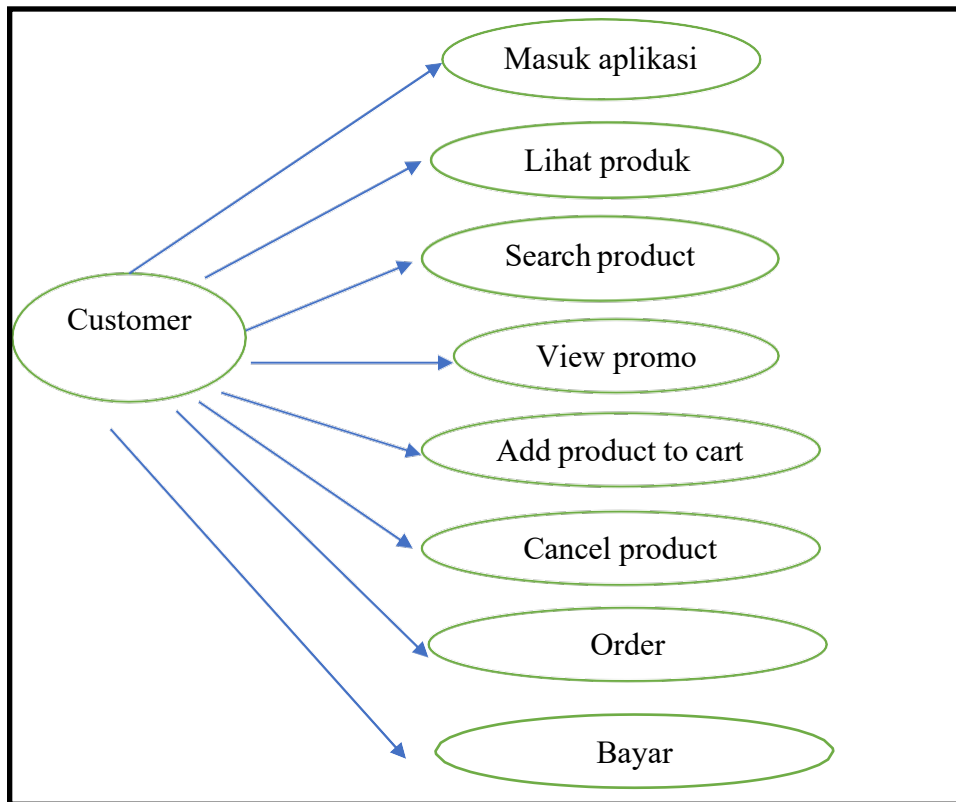 Masuk aplikasi
Lihat produk
Search product
Customer
View promo
Add product to cart
Cancel product
Order
Bayar